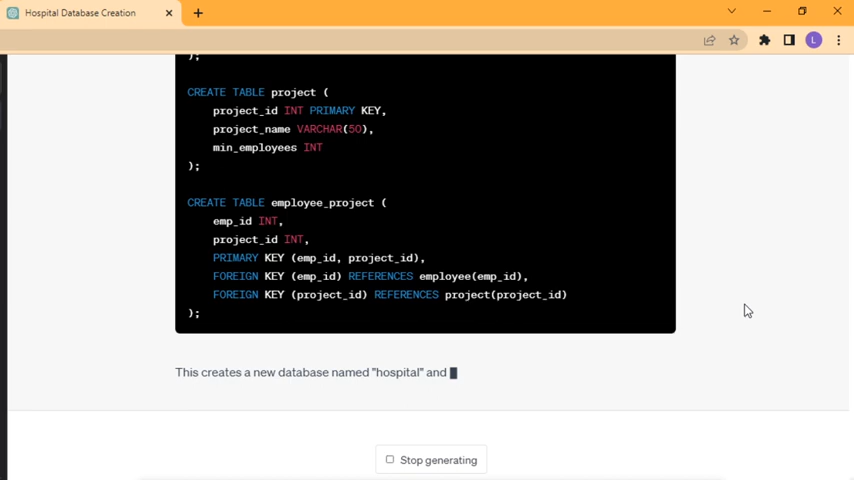 Hospital Database Creation
L
);
CREATE TABLE project (
project_id INT PRIMARY KEY,
project_name VARCHAR(50),
min_employees INT
);
CREATE TABLE employee_project (
emp_id INT,
project_id INT,
PRIMARY KEY (emp_id, project_id),
FOREIGN KEY (emp_id) REFERENCES employee(emp_id),
FOREIGN KEY (project_id) REFERENCES project(project_id)
);
This creates a new database named "hospital" and
Stop generating